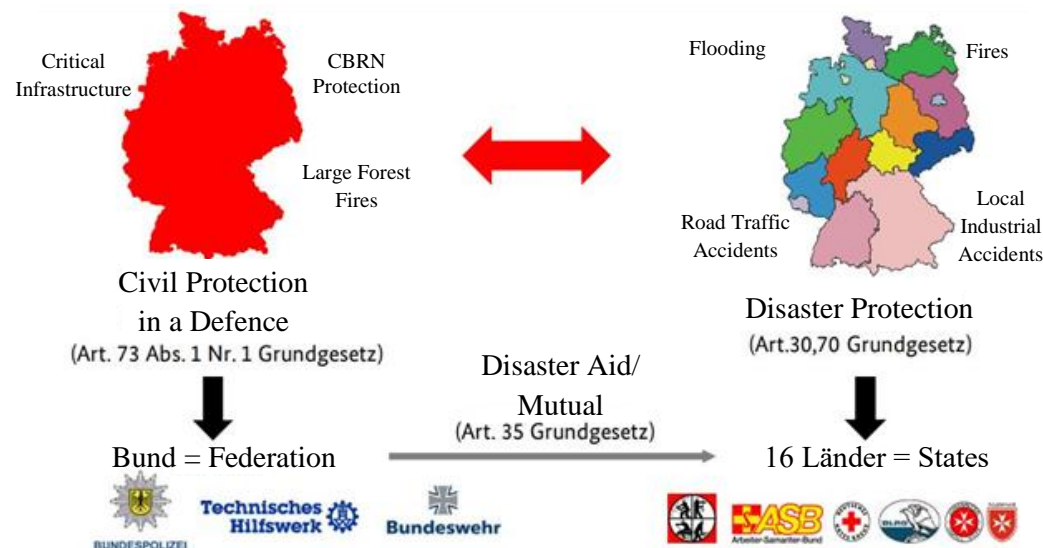 Critical
Infrastructure
CBRN
Protection
Large Forest
Fires
Flooding
Fires
Road Traffic
Accidents
Local
Industrial
Accidents
Civil Protection
in a Defence
(Art. 73 Abs. 1 Nr. 1 Grundgesetz)
Disaster Protection
(Art.30,70 Grundgesetz)
Disaster Aid/
Mutual
(Art. 35 Grundgesetz)
Bund = Federation
16 Länder = States
BUNDESPOLIZEI
Technisches
Hilfswerk
Bundeswehr
ASB
Arbeiter-Samariter-Bund
DLRG